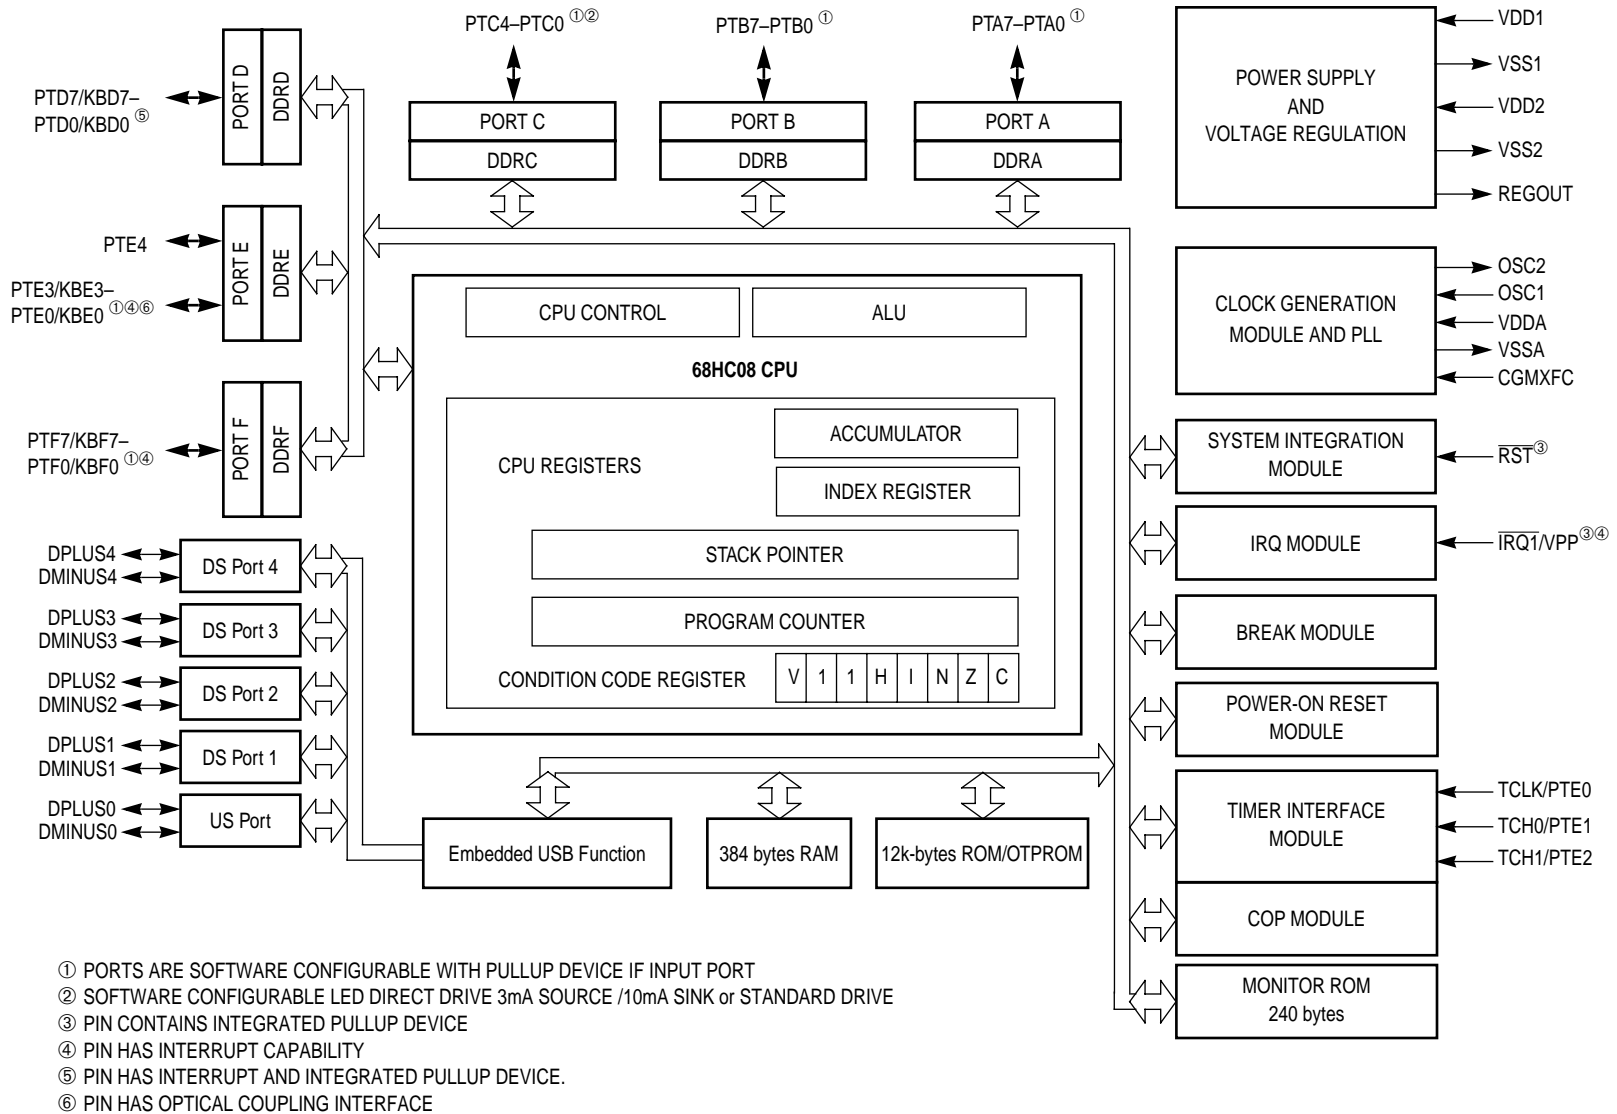 PTC4–PTC0 ①②
PTB7–PTB0 ①
PTA7–PTA0 ①
PORT C
DDRC
PORT B
DDRB
PORT A
DDRA
PTD7/KBD7–
PTD0/KBD0 ⑤
PORT D
DDRD
PTE4
PTE3/KBE3–
PTE0/KBE0 ①④⑥
PORT E
DDRE
PTF7/KBF7–
PTF0/KBF0 ①④
PORT F
DDRF
DPLUS4
DMINUS4
DS Port 4
DPLUS3
DMINUS3
DS Port 3
DPLUS2
DMINUS2
DS Port 2
DPLUS1
DMINUS1
DS Port 1
DPLUS0
DMINUS0
US Port
CPU CONTROL
ALU
68HC08 CPU
CPU REGISTERS
ACCUMULATOR
INDEX REGISTER
STACK POINTER
PROGRAM COUNTER
CONDITION CODE REGISTER
V 1 1 H I N Z C
Embedded USB Function
384 bytes RAM
12k-bytes ROM/OTPROM
POWER SUPPLY
AND
VOLTAGE REGULATION
VDD1
VSS1
VDD2
VSS2
REGOUT
CLOCK GENERATION
MODULE AND PLL
OSC2
OSC1
VDDA
VSSA
CGMXFC
SYSTEM INTEGRATION
MODULE
RST③
IRQ MODULE
IRQ1/VPP③④
BREAK MODULE
POWER-ON RESET
MODULE
TIMER INTERFACE
MODULE
TCLK/PTE0
TCH0/PTE1
TCH1/PTE2
COP MODULE
MONITOR ROM
240 bytes
① PORTS ARE SOFTWARE CONFIGURABLE WITH PULLUP DEVICE IF INPUT PORT
② SOFTWARE CONFIGURABLE LED DIRECT DRIVE 3mA SOURCE /10mA SINK or STANDARD DRIVE
③ PIN CONTAINS INTEGRATED PULLUP DEVICE
④ PIN HAS INTERRUPT CAPABILITY
⑤ PIN HAS INTERRUPT AND INTEGRATED PULLUP DEVICE.
⑥ PIN HAS OPTICAL COUPLING INTERFACE